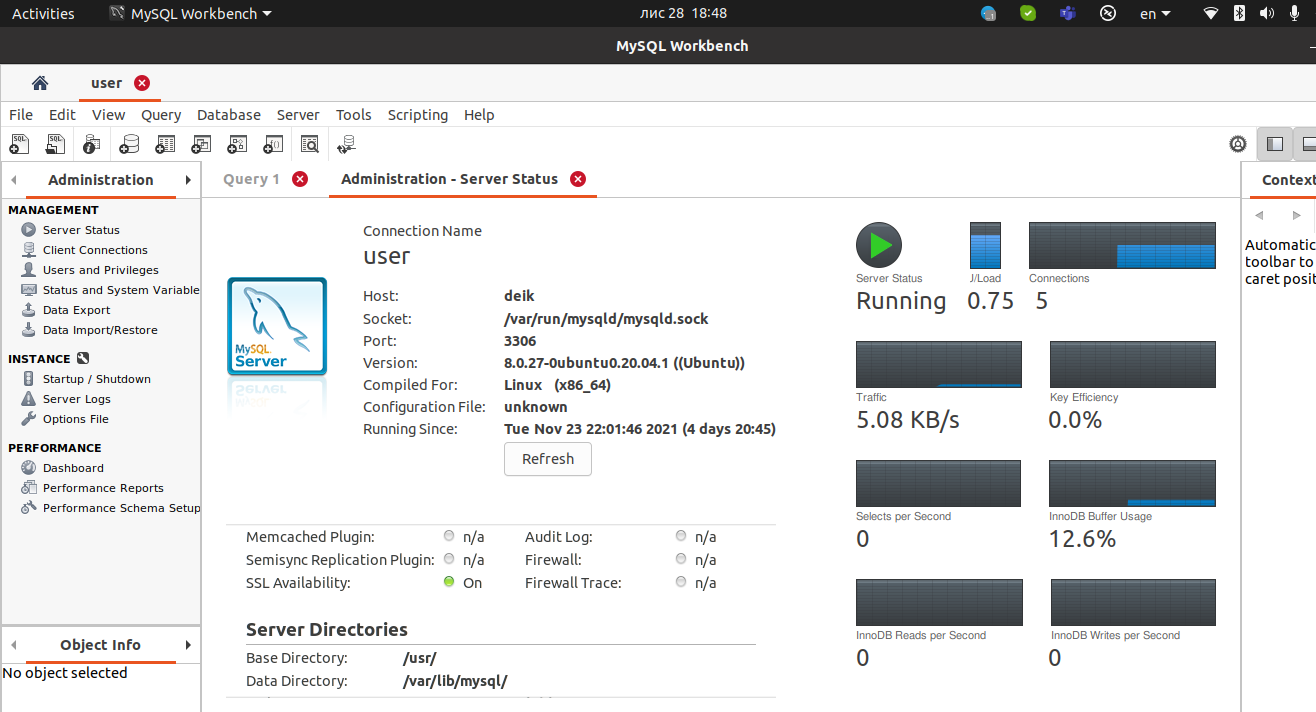 Activities MySQL Workbench лис 28 18:48 en
MySQL Workbench
user
File Edit View Query Database Server Tools Scripting Help
Administration
MANAGEMENT
Server Status
Client Connections
Users and Privileges
Status and System Variable
Data Export
Data Import/Restore
INSTANCE
Startup / Shutdown
Server Logs
Options File
PERFORMANCE
Dashboard
Performance Reports
Performance Schema Setup
Object Info
No object selected
Query 1 Administration - Server Status
Connection Name
user
MySQL
Server
Host: deik
Socket: /var/run/mysqld/mysqld.sock
Port: 3306
Version: 8.0.27-0ubuntu0.20.04.1 ((Ubuntu))
Compiled For: Linux (x86_64)
Configuration File: unknown
Running Since: Tue Nov 23 22:01:46 2021 (4 days 20:45)
Refresh
Memcached Plugin: n/a Audit Log: n/a
Semisync Replication Plugin: n/a Firewall: n/a
SSL Availability: On Firewall Trace: n/a
Server Directories
Base Directory: /usr/
Data Directory: /var/lib/mysql/
Server Status J/Load Connections
Running 0.75 5
Traffic Key Efficiency
5.08 KB/s 0.0%
Selects per Second InnoDB Buffer Usage
0 12.6%
InnoDB Reads per Second InnoDB Writes per Second
0 0
Context
Automatic
toolbar to
caret posit